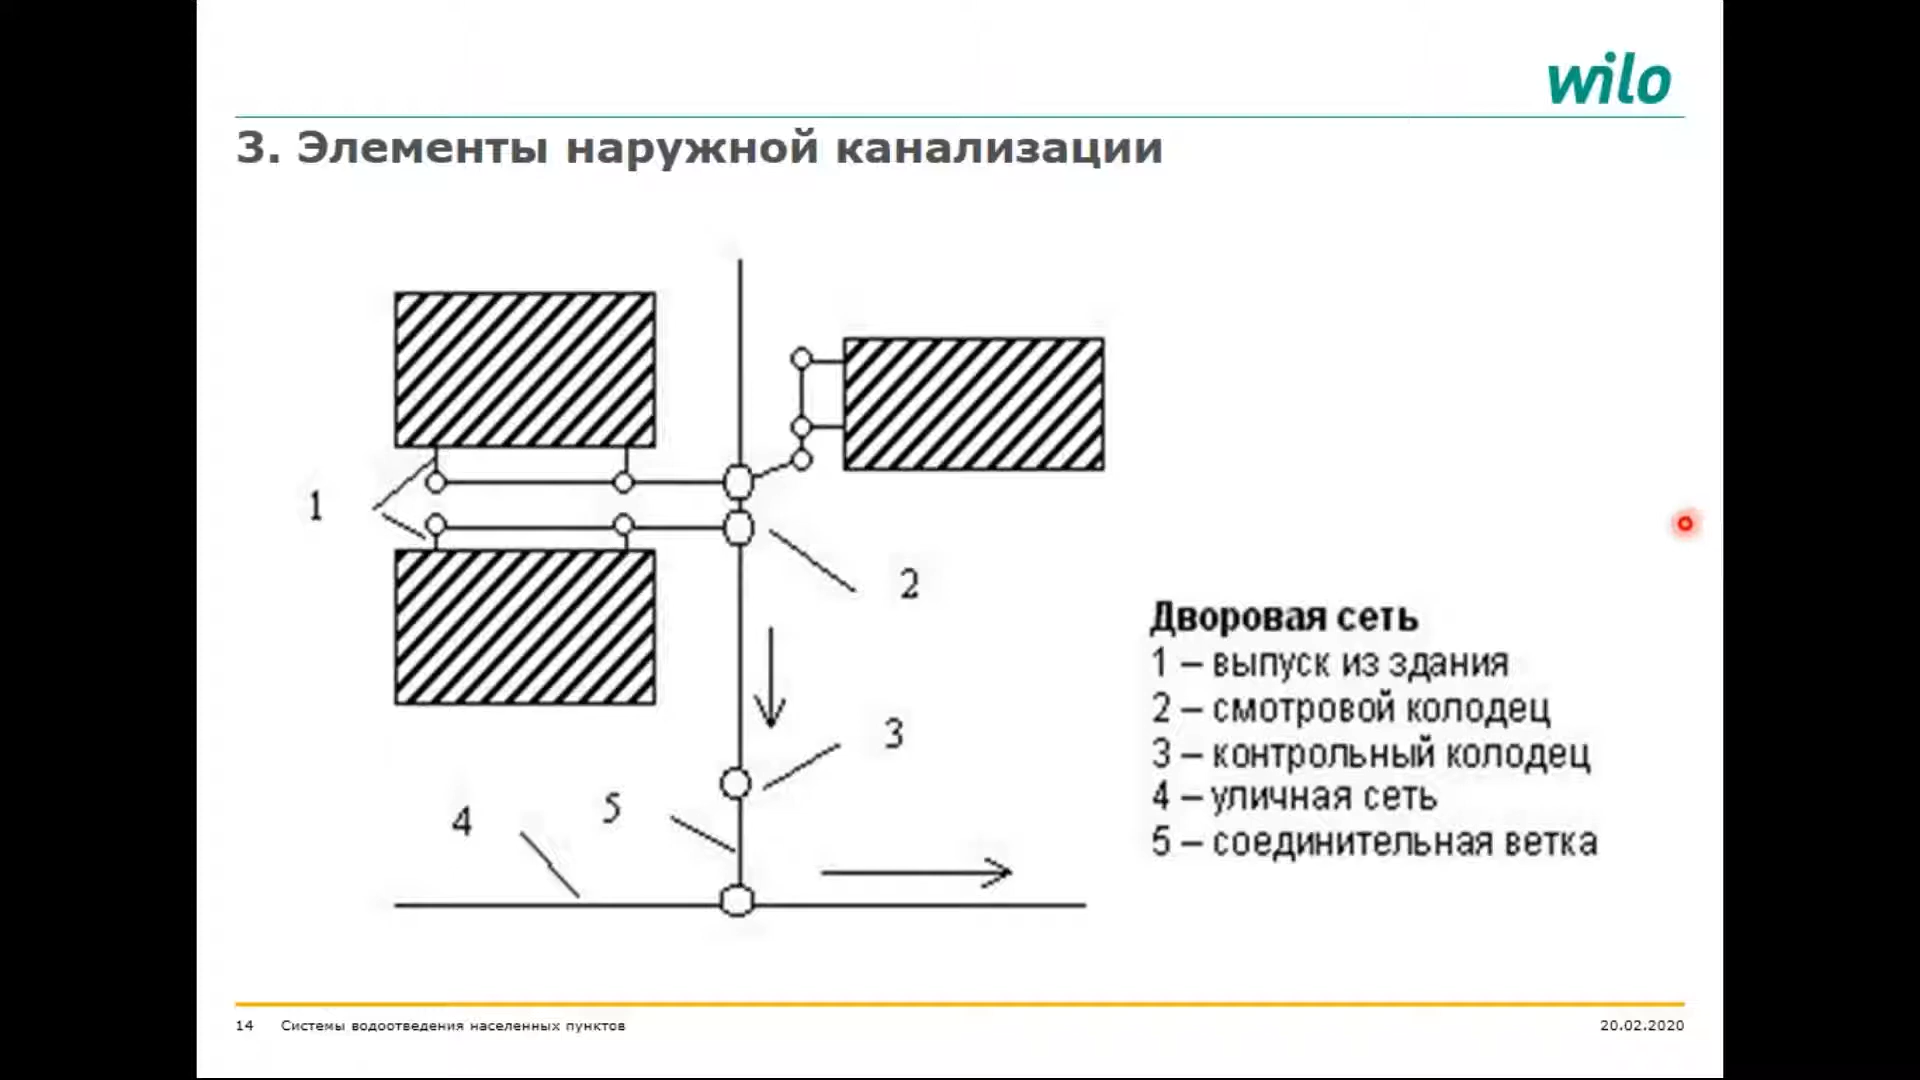 wilo
3. Элементы наружной канализации
1
2
3
4
5
Дворовая сеть
1 – выпуск из здания
2 – смотровой колодец
3 – контрольный колодец
4 – уличная сеть
5 – соединительная ветка
14 Системы водоотведения населенных пунктов
20.02.2020